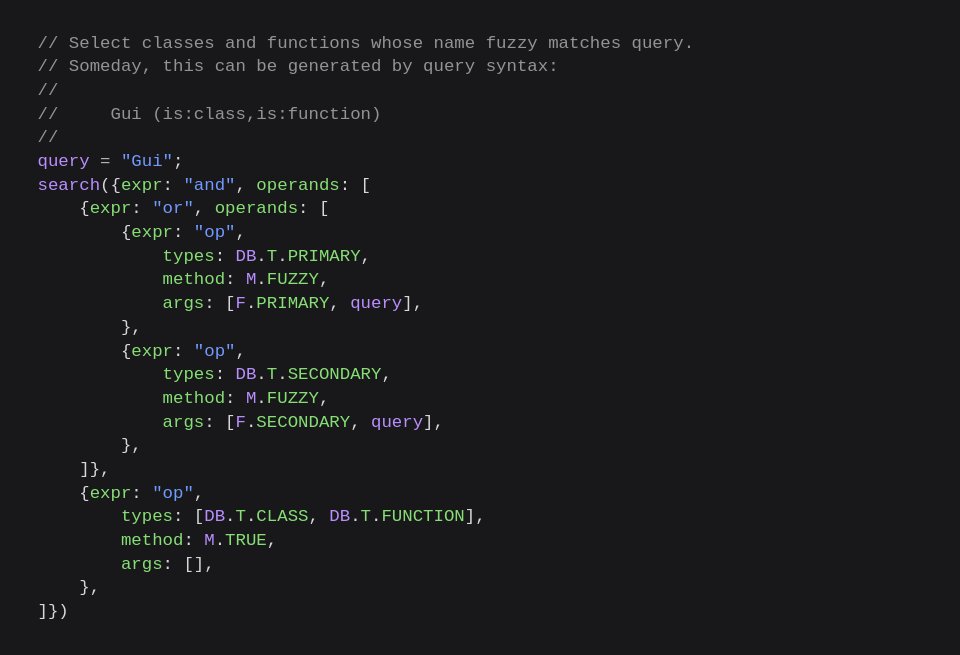 // Select classes and functions whose name fuzzy matches query.
// Someday, this can be generated by query syntax:
//
//     Gui (is:class,is:function)
//
query = "Gui";
search({expr: "and", operands: [
    {expr: "or", operands: [
        {expr: "op",
            types: DB.T.PRIMARY,
            method: M.FUZZY,
            args: [F.PRIMARY, query],
        },
        {expr: "op",
            types: DB.T.SECONDARY,
            method: M.FUZZY,
            args: [F.SECONDARY, query],
        },
    ]},
    {expr: "op",
        types: [DB.T.CLASS, DB.T.FUNCTION],
        method: M.TRUE,
        args: [],
    },
]})